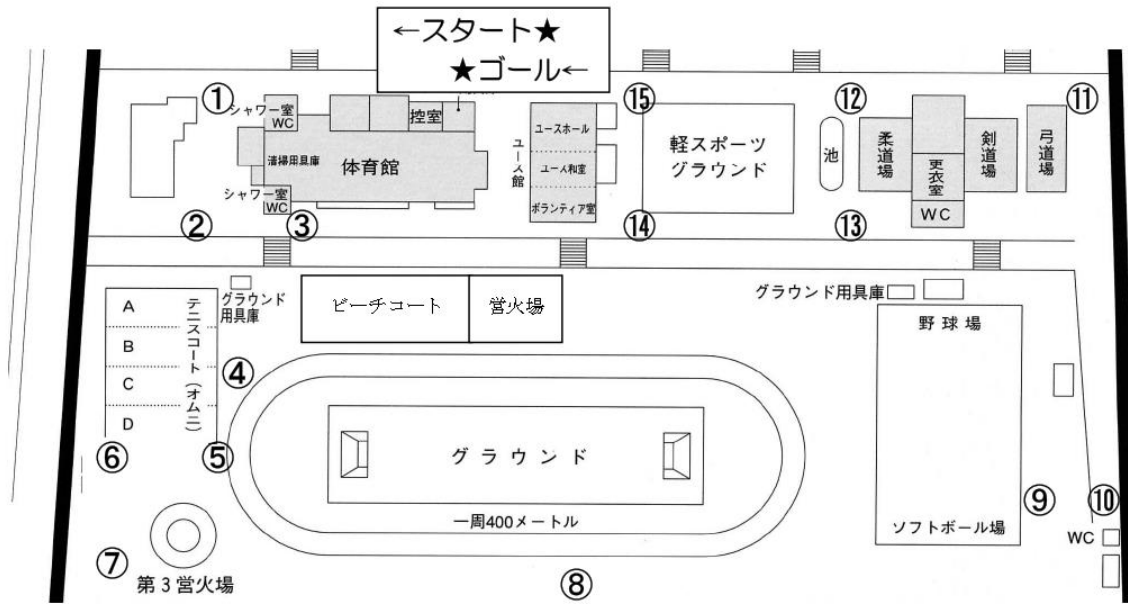 ←スタート★
★ゴール←
①
シャワー室
WC
控室
清掃用具庫
体育館
シャワー室
WC
②
③
ユース館
ユースホール
ユース和室
ボランティア室
⑮
軽スポーツ
グラウンド
⑭
池
⑫
⑬
柔道場
更衣室
WC
剣道場
弓道場
⑪
A
B
C
D
テニスコート(オムニ)
グラウンド
用具庫
ビーチコート
営火場
グラウンド用具庫
野球場
ソフトボール場
④
⑤
⑥
グラウンド
一周400メートル
⑦
第3営火場
⑧
⑨
⑩
WC